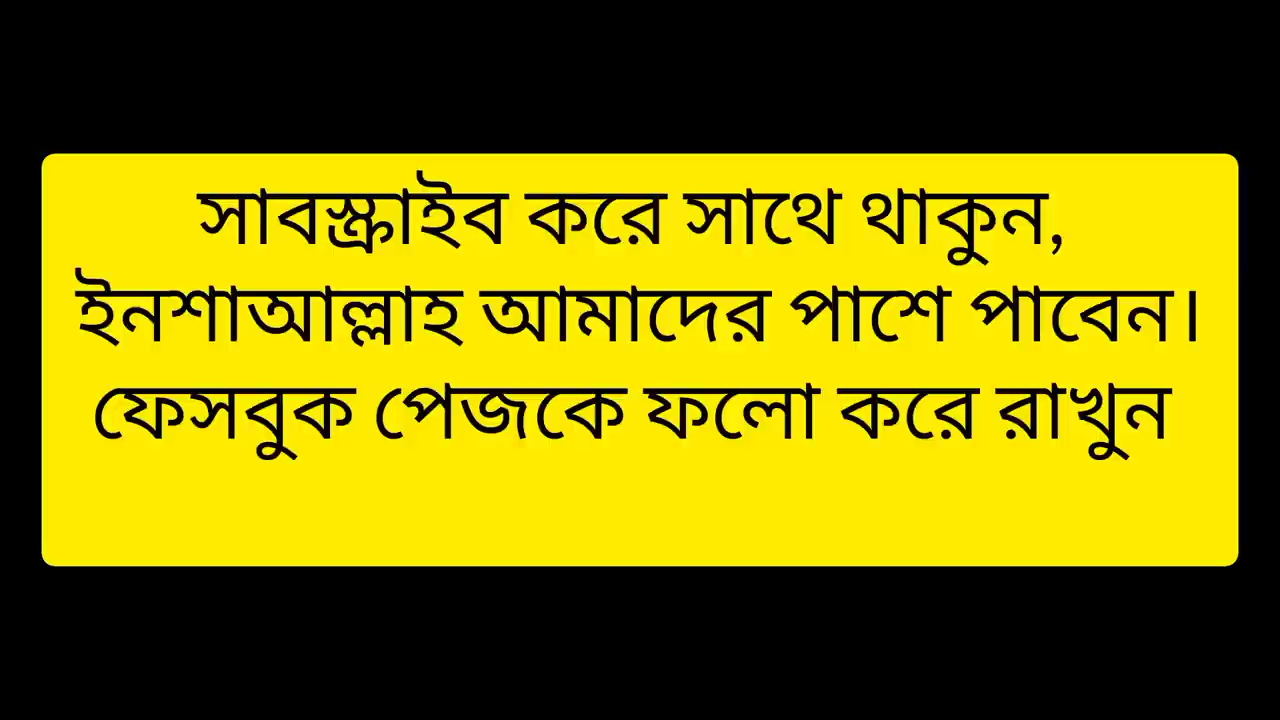 সাবস্ক্রাইব করে সাথে থাকুন,
ইনশাআল্লাহ আমাদের পাশে পাবেন।
ফেসবুক পেজকে ফলো করে রাখুন